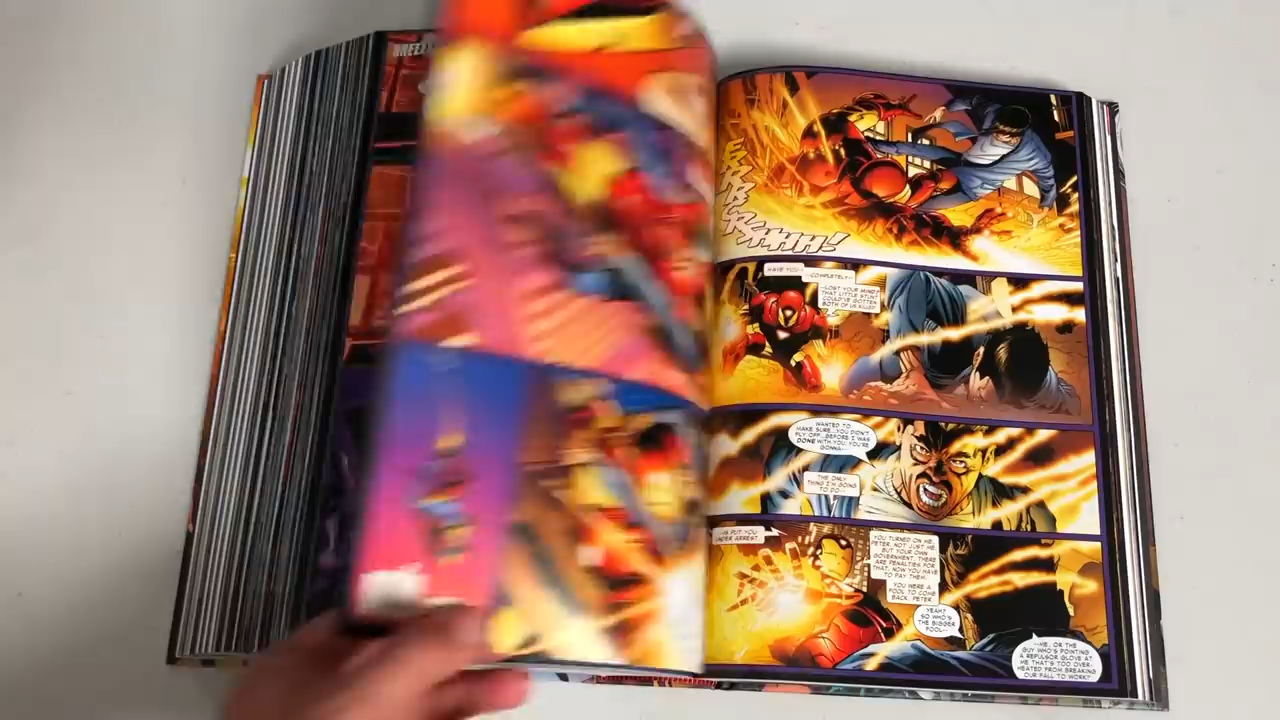 BREEE
RRRRSHHH!
HAVE YOU--
--COMPLETELY--
--LOST YOUR MIND?
THAT LITTLE STUNT
COULD'VE GOTTEN
BOTH OF US KILLED!
WANTED TO
MAKE SURE...YOU DIDN'T
FLY OFF...BEFORE I WAS
DONE WITH YOU. YOU'RE
GONNA--
THE ONLY
THING I'M GOING
TO DO--
--IS PUT YOU
UNDER ARREST.
YOU TURNED ON ME,
PETER. NOT JUST ME,
BUT YOUR OWN
GOVERNMENT. THERE
ARE PENALTIES FOR
THAT. NOW YOU HAVE
TO PAY THEM.
YOU WERE A
FOOL TO COME
BACK, PETER.
YEAH?
SO WHO'S
THE BIGGER
FOOL--
--ME, OR THE
GUY WHO'S POINTING
A REPULSOR GLOVE AT
ME THAT'S TOO OVER-
HEATED FROM BREAKING
OUR FALL TO WORK?